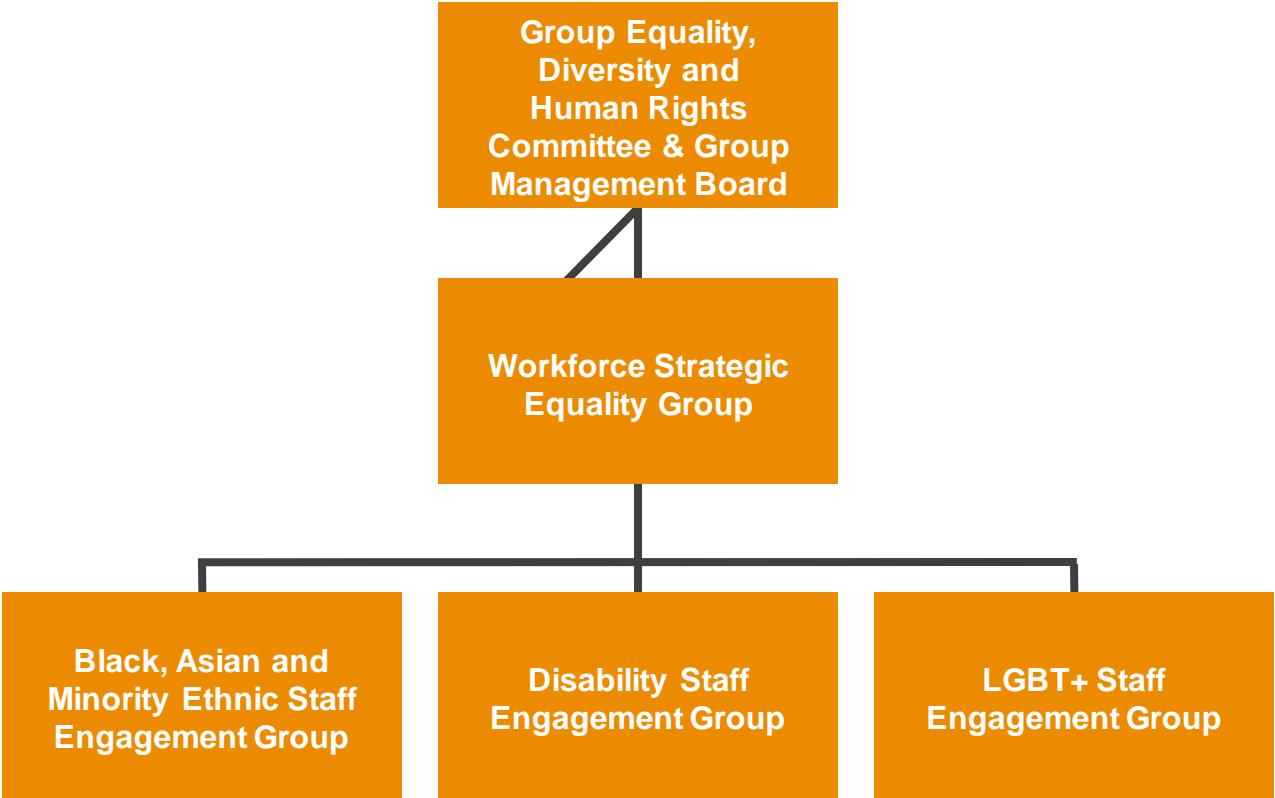 Group Equality,
Diversity and
Human Rights
Committee & Group
Management Board
Workforce Strategic
Equality Group
Black, Asian and
Minority Ethnic Staff
Engagement Group
Disability Staff
Engagement Group
LGBT+ Staff
Engagement Group